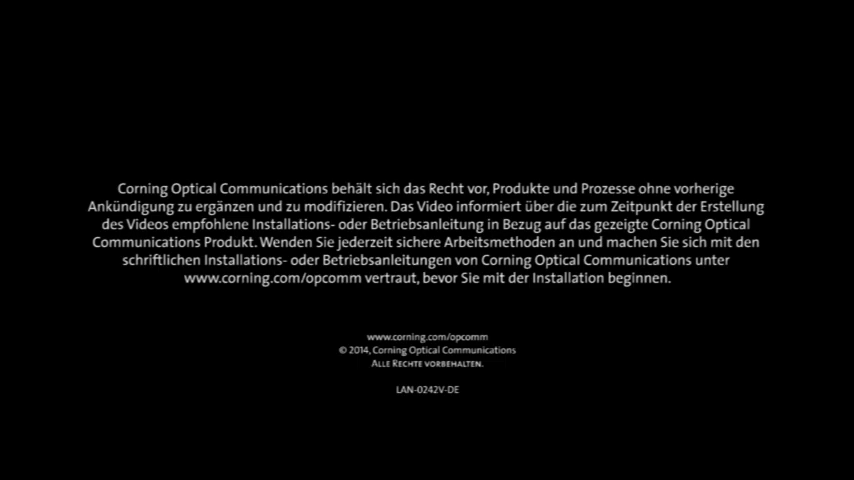 Corning Optical Communications behält sich das Recht vor, Produkte und Prozesse ohne vorherige
Ankündigung zu ergänzen und zu modifizieren. Das Video informiert über die zum Zeitpunkt der Erstellung
des Videos empfohlene Installations- oder Betriebsanleitung in Bezug auf das gezeigte Corning Optical
Communications Produkt. Wenden Sie jederzeit sichere Arbeitsmethoden an und machen Sie sich mit den
schriftlichen Installations- oder Betriebsanleitungen von Corning Optical Communications unter
www.corning.com/opcomm vertraut, bevor Sie mit der Installation beginnen.
www.corning.com/opcomm
© 2014, Corning Optical Communications
ALLE RECHTE VORBEHALTEN.
LAN-0242V-DE